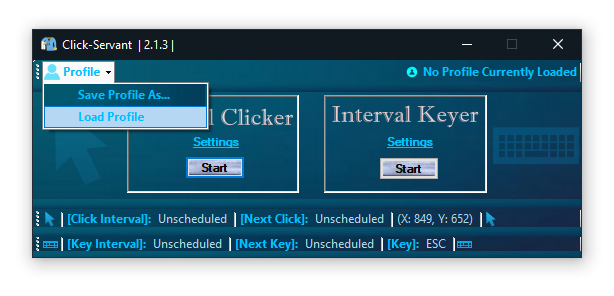 Click-Servant | 2.1.3 |
Profile
No Profile Currently Loaded
Save Profile As...
Load Profile
Clicker
Interval Keyer
Settings
Settings
Start
Start
[Click Interval]: Unscheduled [Next Click]: Unscheduled (X: 849, Y: 652)
[Key Interval]: Unscheduled [Next Key]: Unscheduled [Key]: ESC